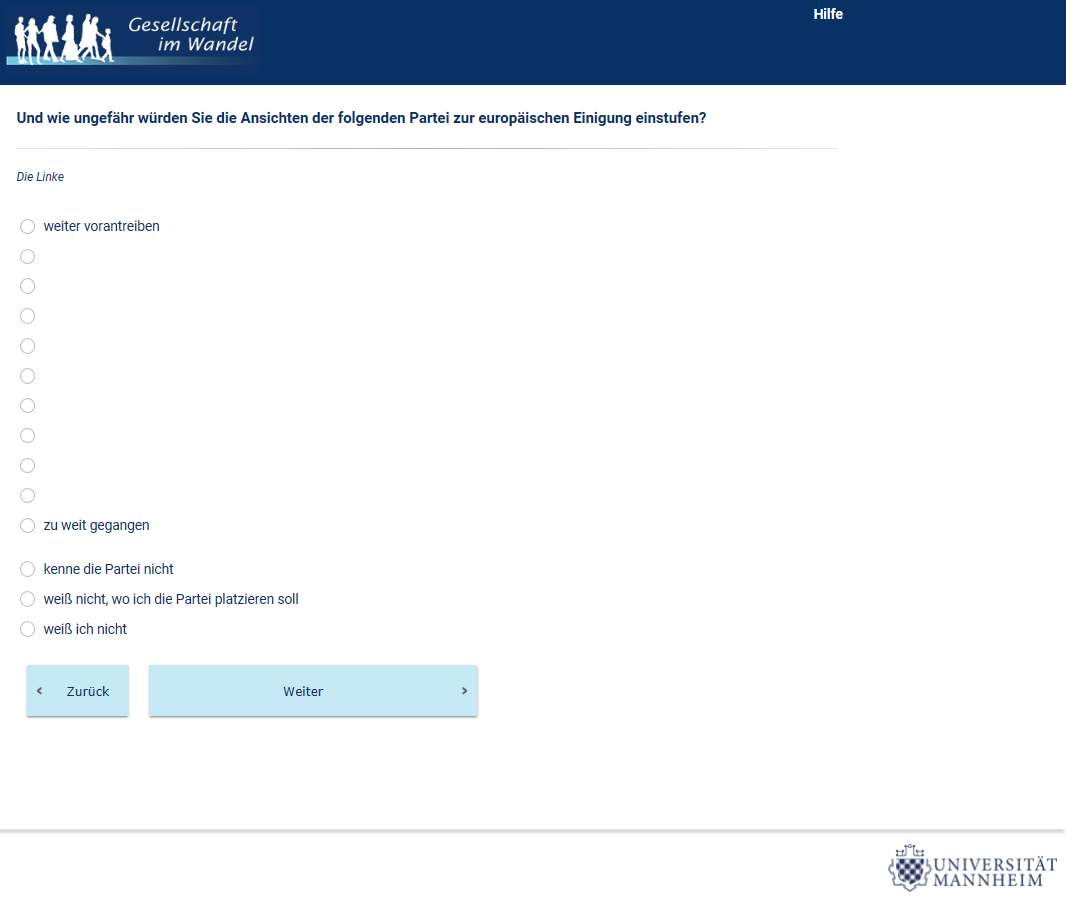 Gesellschaft
im Wandel
Hilfe
Und wie ungefähr würden Sie die Ansichten der folgenden Partei zur europäischen Einigung einstufen?
Die Linke
weiter vorantreiben
zu weit gegangen
kenne die Partei nicht
weiß nicht, wo ich die Partei platzieren soll
weiß ich nicht
Zurück
Weiter
UNIVERSITÄT
MANNHEIM